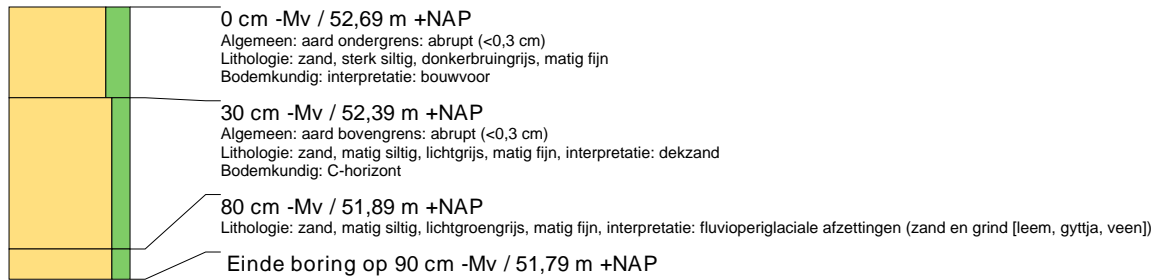 0 cm -Mv / 52,69 m +NAP
Algemeen: aard ondergrens: abrupt (<0,3 cm)
Lithologie: zand, sterk siltig, donkerbruingrijs, matig fijn
Bodemkundig: interpretatie: bouwvoor
30 cm -Mv / 52,39 m +NAP
Algemeen: aard bovengrens: abrupt (<0,3 cm)
Lithologie: zand, matig siltig, lichtgrijs, matig fijn, interpretatie: dekzand
Bodemkundig: C-horizont
80 cm -Mv / 51,89 m +NAP
Lithologie: zand, matig siltig, lichtgroengrijs, matig fijn, interpretatie: fluvioperiglaciale afzettingen (zand en grind [leem, gyttja, veen])
Einde boring op 90 cm -Mv / 51,79 m +NAP